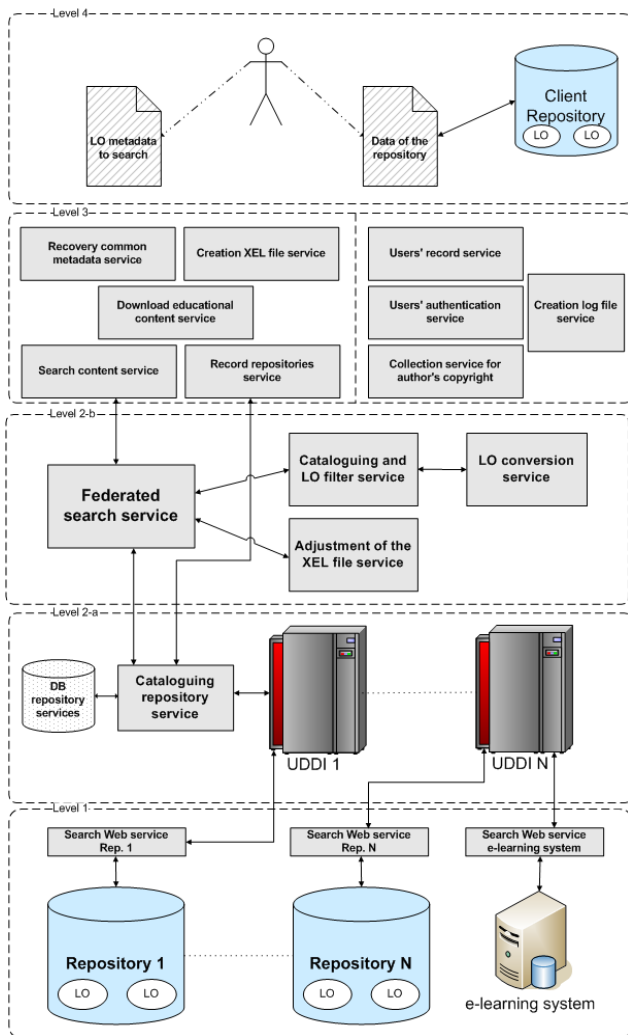 Level 4
LO metadata
to search
Data of the
repository
Client
Repository
LO
LO
Level 3
Recovery common
metadata service
Creation XEL file service
Download educational
content service
Search content service
Record repositories
service
Users' record service
Users' authentication
service
Creation log file
service
Collection service for
author's copyright
Level 2-b
Federated
search service
Cataloguing and
LO filter service
LO conversion
service
Adjustment of the
XEL file service
Level 2-a
DB
repository
services
Cataloguing
repository
service
UDDI 1
UDDI N
Level 1
Search Web service
Rep. 1
Search Web service
Rep. N
Search Web service
e-learning system
Repository 1
LO
LO
Repository N
LO
LO
e-learning system